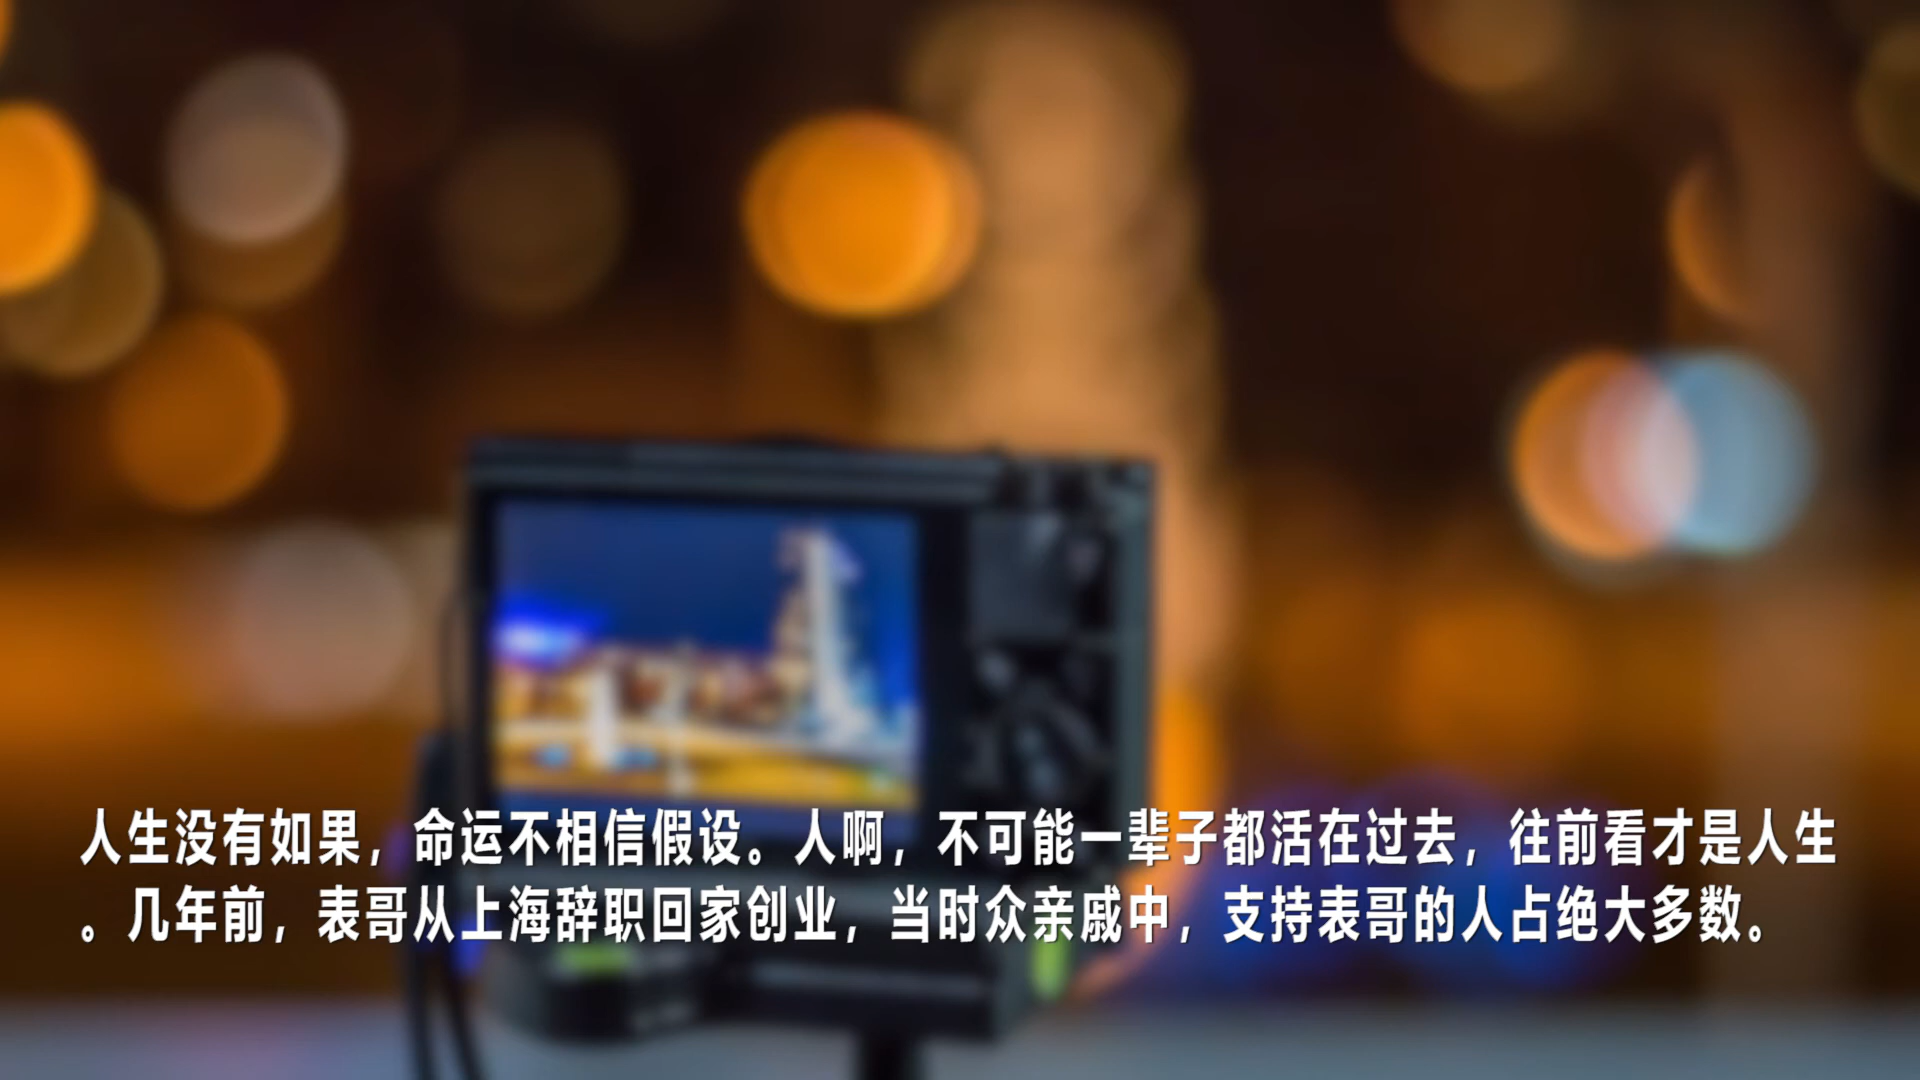 人生没有如果，命运不相信假设。人啊，不可能一辈子都活在过去，往前看才是人生
。几年前，表哥从上海辞职回家创业，当时众亲戚中，支持表哥的人占绝大多数。